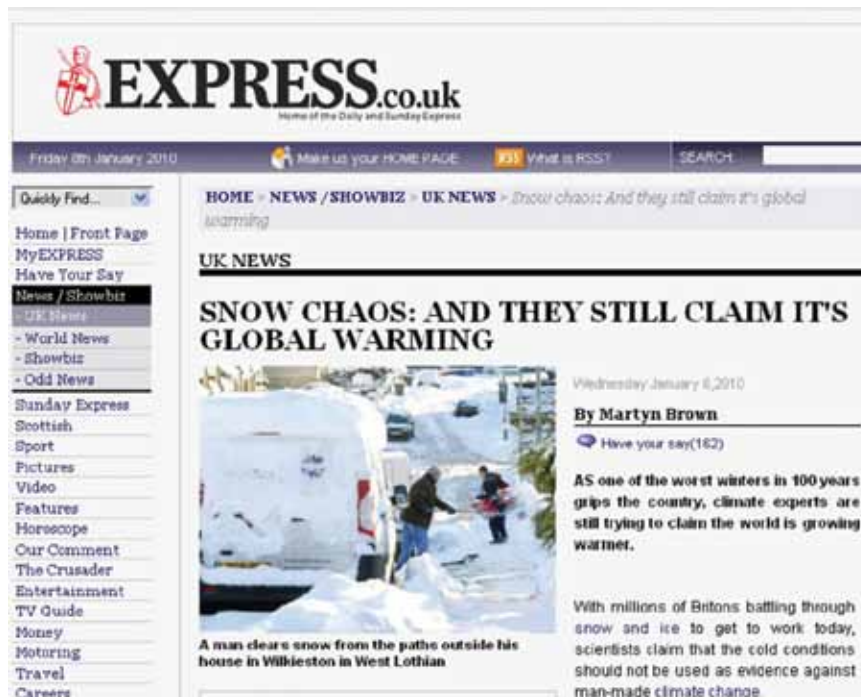 EXPRESS.co.uk
Home of the Daily and Sunday Express
Friday 8th January 2010
Make us your HOME PAGE
RSS What is RSS?
SEARCH:
Quickly Find...
Home | Front Page
MyEXPRESS
Have Your Say
News / Showbiz
- UK News
- World News
- Showbiz
- Odd News
Sunday Express
Scottish
Sport
Pictures
Video
Features
Horoscope
Our Comment
The Crusader
Entertainment
TV Guide
Money
Motoring
Travel
Careers
HOME > NEWS / SHOWBIZ > UK NEWS > Snow chaos: And they still claim it's global
warming
UK NEWS
SNOW CHAOS: AND THEY STILL CLAIM IT'S
GLOBAL WARMING
A man clears snow from the paths outside his
house in Wilkieston in West Lothian
Wednesday January 6,2010
By Martyn Brown
Have your say(162)
AS one of the worst winters in 100 years
grips the country, climate experts are
still trying to claim the world is growing
warmer.
With millions of Britons battling through
snow and ice to get to work today,
scientists claim that the cold conditions
should not be used as evidence against
man-made climate change.